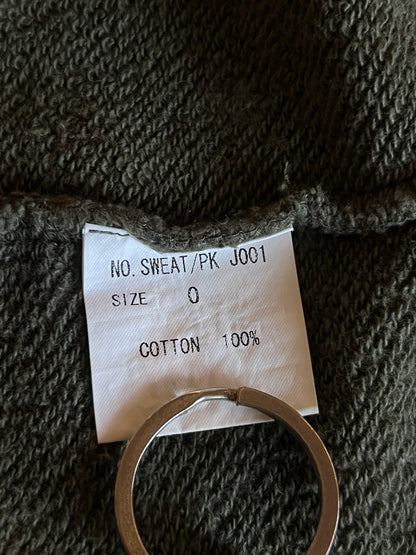 NO. SWEAT/PK J001
SIZE 0
COTTON 100%